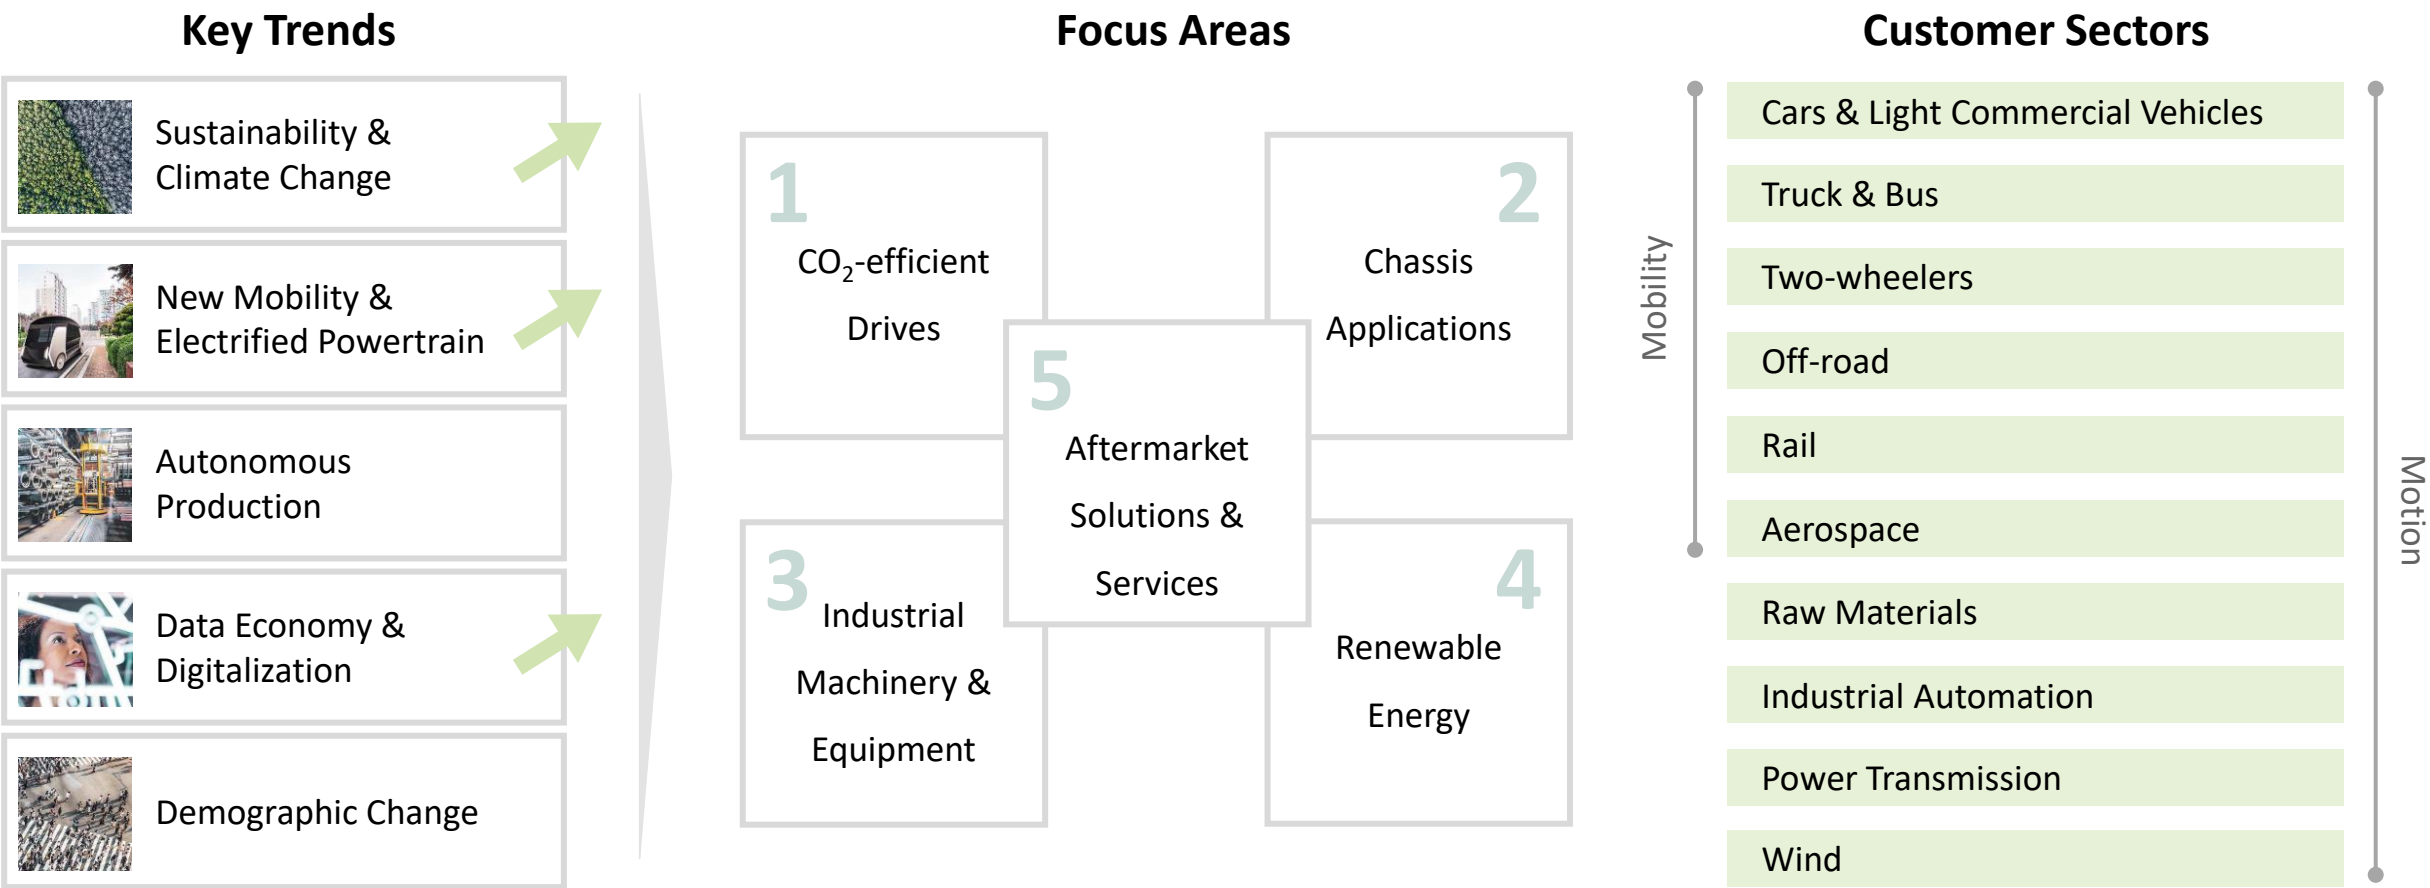 Key Trends
Sustainability &
Climate Change
New Mobility &
Electrified Powertrain
Autonomous
Production
Data Economy &
Digitalization
Demographic Change
Focus Areas
1
CO₂-efficient
Drives
2
Chassis
Applications
3
Industrial
Machinery &
Equipment
4
Renewable
Energy
5
Aftermarket
Solutions &
Services
Customer Sectors
Mobility
Cars & Light Commercial Vehicles
Truck & Bus
Two-wheelers
Off-road
Rail
Aerospace
Raw Materials
Industrial Automation
Power Transmission
Wind
Motion